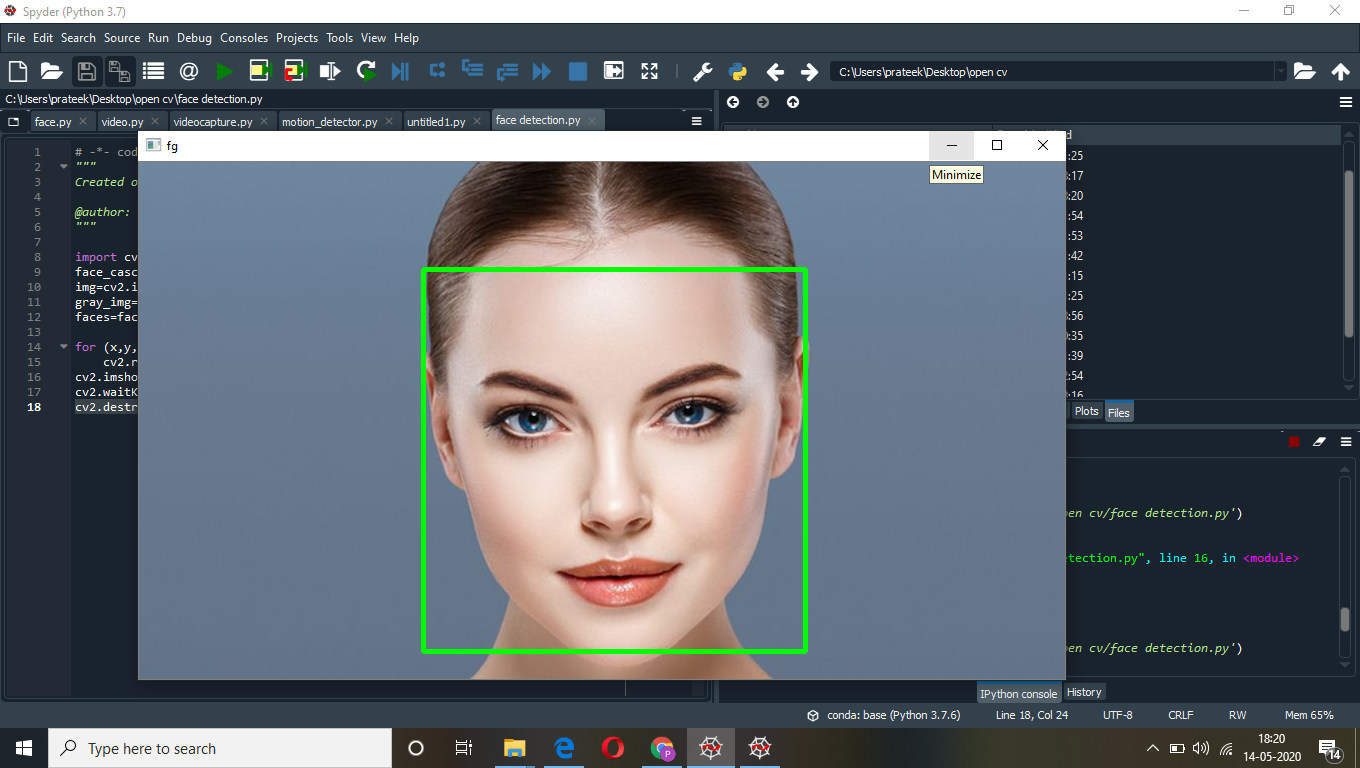 Spyder (Python 3.7)
File Edit Search Source Run Debug Consoles Projects Tools View Help
C:\Users\prateek\Desktop\open cv
C:\Users\prateek\Desktop\open cv\face detection.py
face.py video.py videocapture.py motion_detector.py untitled1.py face detection.py
fg
Minimize
1 # -*- cod
2 """
3 Created o
4
5 @author:
6 """
7
8 import cv
9 face_casc
10 img=cv2.i
11 gray_img=
12 faces=fac
13
14 for (x,y,
15 cv2.r
16 cv2.imsho
17 cv2.waitK
18 cv2.destr
d
:25
:17
:20
:54
:53
:42
:15
:25
:56
:35
:39
:54
:16
Plots Files
en cv/face detection.py')
etection.py", line 16, in <module>
en cv/face detection.py')
IPython console History
conda: base (Python 3.7.6) Line 18, Col 24 UTF-8 CRLF RW Mem 65%
Type here to search
P
18:20
14-05-2020
14